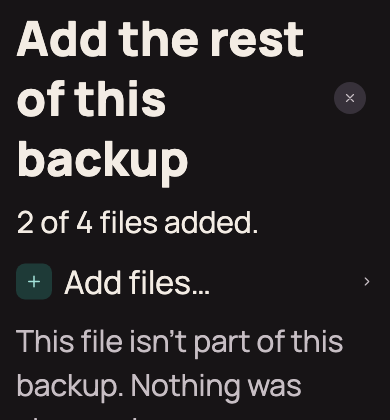 Add the rest
of this
backup
2 of 4 files added.
Add files…
This file isn’t part of this
backup. Nothing was